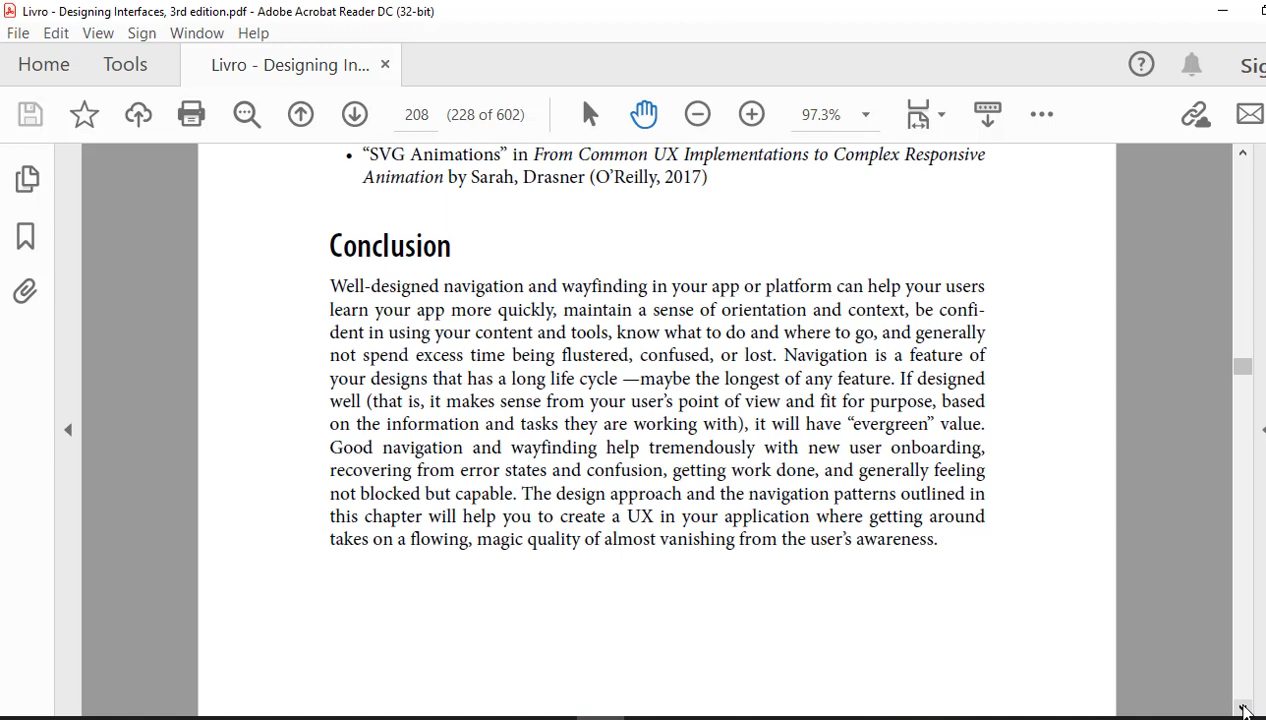 Livro - Designing Interfaces, 3rd edition.pdf - Adobe Acrobat Reader DC (32-bit)
File Edit View Sign Window Help
Home Tools Livro - Designing In... ×
208 (228 of 602) 97.3%
• “SVG Animations” in From Common UX Implementations to Complex Responsive
Animation by Sarah, Drasner (O’Reilly, 2017)
Conclusion
Well-designed navigation and wayfinding in your app or platform can help your users
learn your app more quickly, maintain a sense of orientation and context, be confi-
dent in using your content and tools, know what to do and where to go, and generally
not spend excess time being flustered, confused, or lost. Navigation is a feature of
your designs that has a long life cycle —maybe the longest of any feature. If designed
well (that is, it makes sense from your user’s point of view and fit for purpose, based
on the information and tasks they are working with), it will have “evergreen” value.
Good navigation and wayfinding help tremendously with new user onboarding,
recovering from error states and confusion, getting work done, and generally feeling
not blocked but capable. The design approach and the navigation patterns outlined in
this chapter will help you to create a UX in your application where getting around
takes on a flowing, magic quality of almost vanishing from the user’s awareness.